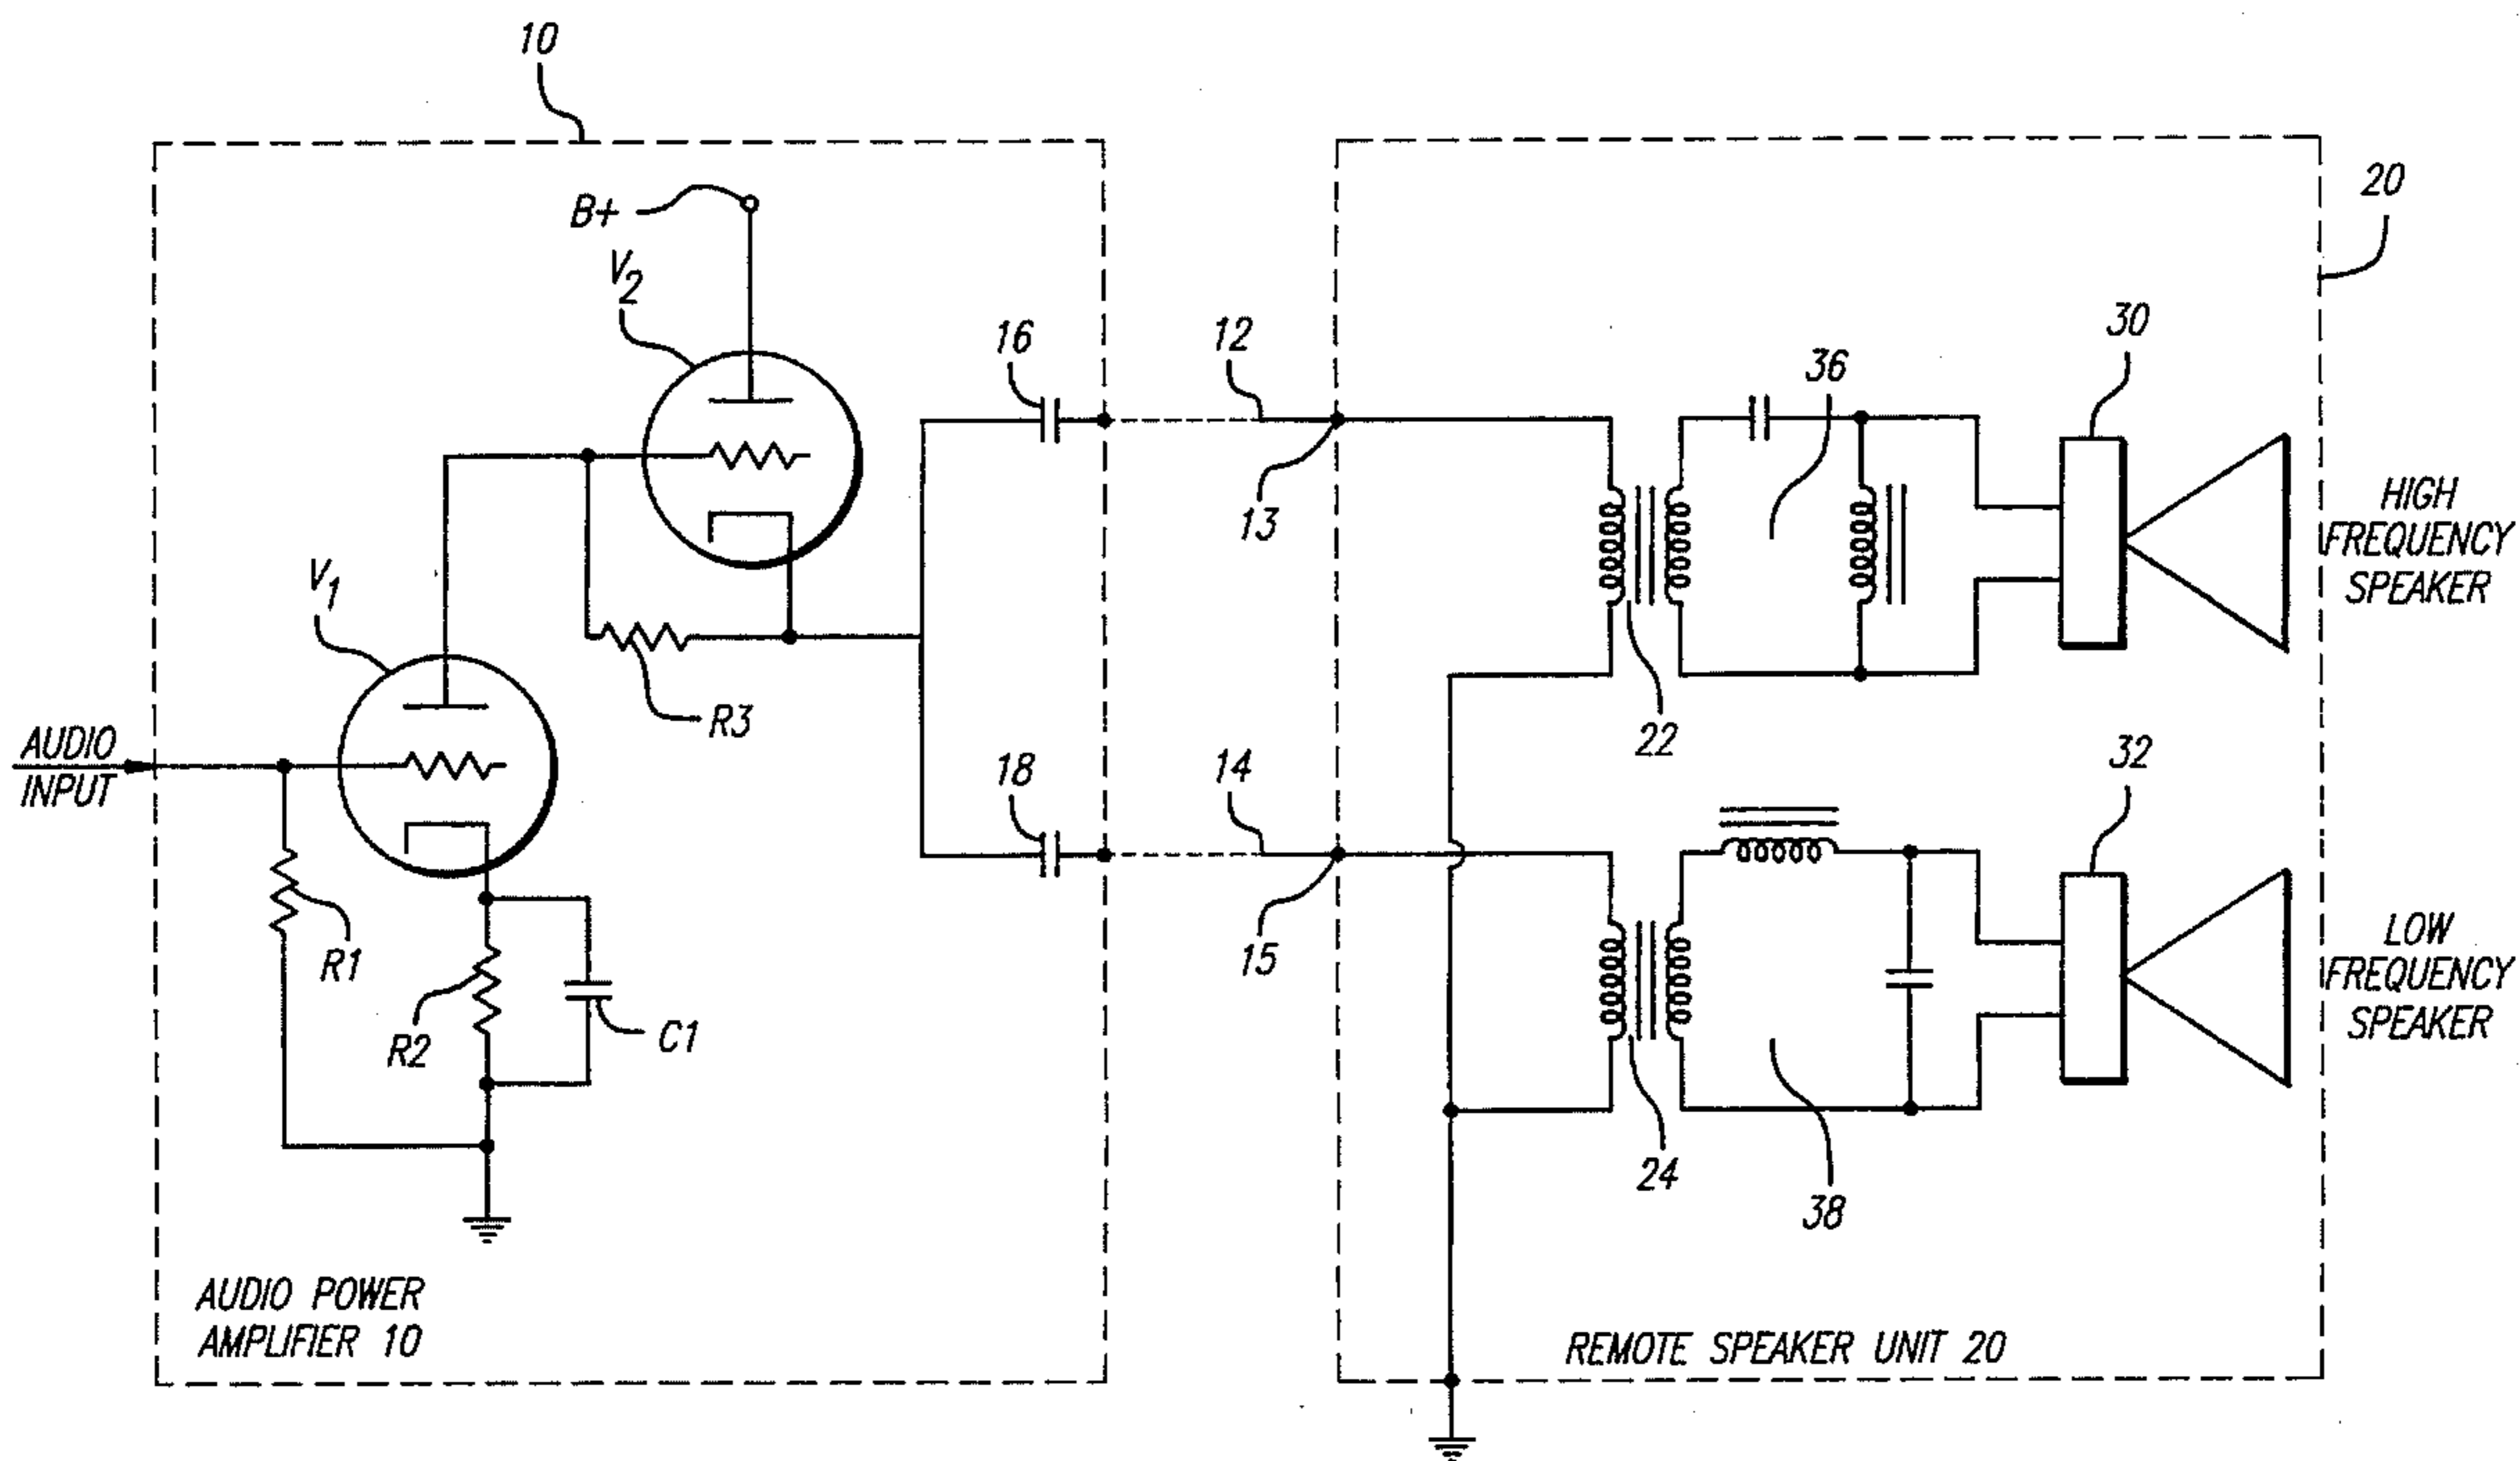 10
20
B+
V2
16
12
30
36
13
HIGH
FREQUENCY
SPEAKER
V1
R3
22
AUDIO
INPUT
18
14
32
15
R1
R2
C1
24
38
LOW
FREQUENCY
SPEAKER
AUDIO POWER
AMPLIFIER 10
REMOTE SPEAKER UNIT 20